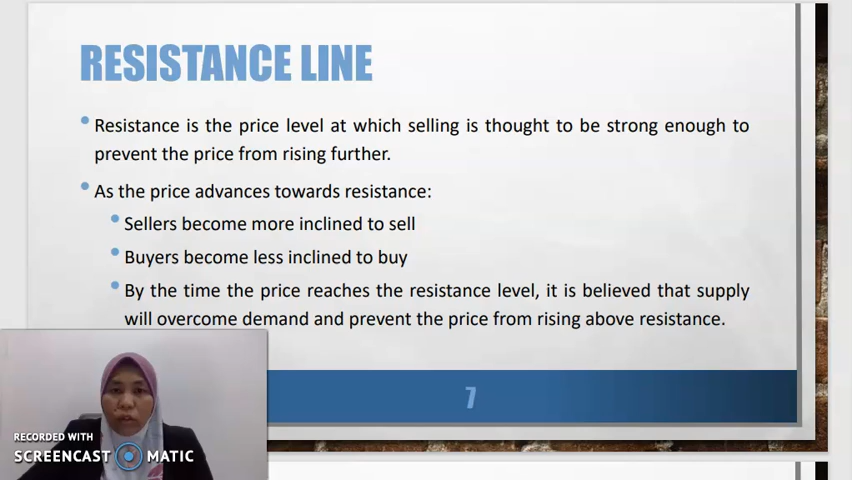 RESISTANCE LINE
Resistance is the price level at which selling is thought to be strong enough to
prevent the price from rising further.
As the price advances towards resistance:
Sellers become more inclined to sell
Buyers become less inclined to buy
By the time the price reaches the resistance level, it is believed that supply
will overcome demand and prevent the price from rising above resistance.
7
RECORDED WITH
SCREENCAST MATIC